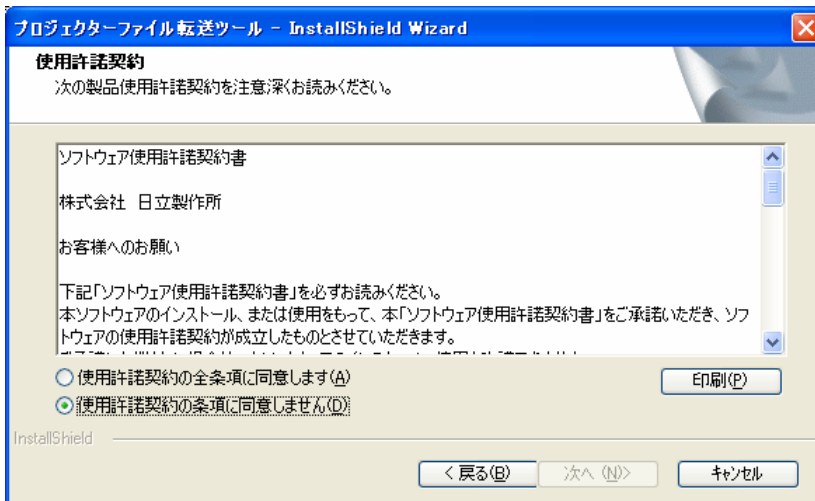 プロジェクターファイル転送ツール - InstallShield Wizard
使用許諾契約
次の製品使用許諾契約を注意深くお読みください。
ソフトウェア使用許諾契約書
株式会社 日立製作所
お客様へのお願い
下記「ソフトウェア使用許諾契約書」を必ずお読みください。
本ソフトウェアのインストール、または使用をもって、本「ソフトウェア使用許諾契約書」をご承諾いただき、ソフ
トウェアの使用許諾契約が成立したものとさせていただきます。
使用許諾契約の全条項に同意します(A)
印刷(P)
使用許諾契約の条項に同意しません(D)
InstallShield
< 戻る(B)
次へ (N)>
キャンセル